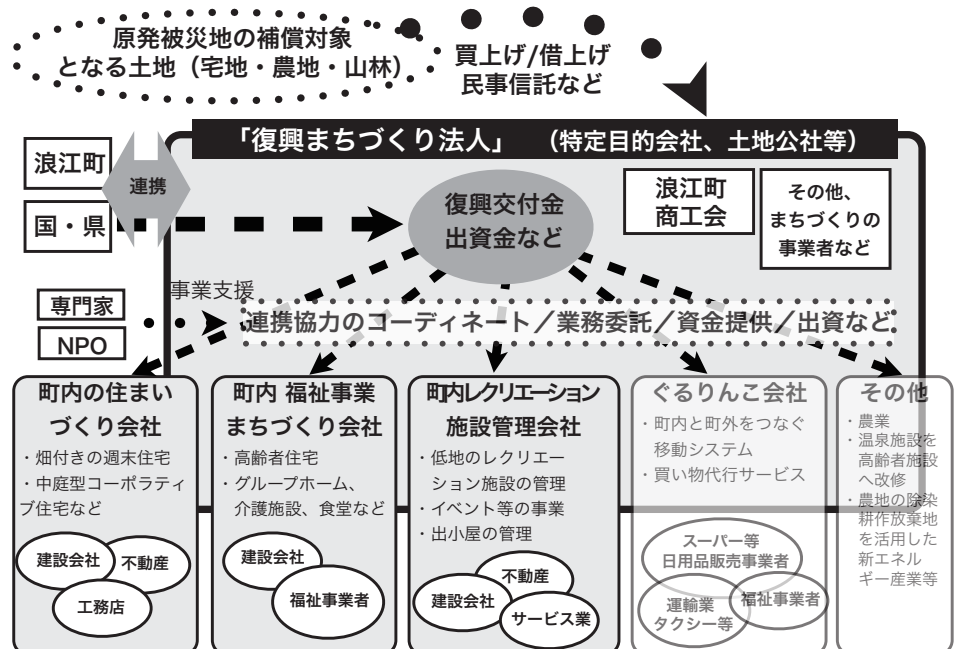 原発被災地の補償対象
となる土地（宅地・農地・山林）
買上げ/借上げ
民事信託など
「復興まちづくり法人」　（特定目的会社、土地公社等）
浪江町
国・県
連携
復興交付金
出資金など
浪江町
商工会
その他、
まちづくりの
事業者など
専門家
NPO
事業支援
連携協力のコーディネート／業務委託／資金提供／出資など
町内の住まい
づくり会社
・畑付きの週末住宅
・中庭型コーポラティ
ブ住宅など
建設会社
不動産
工務店
町内 福祉事業
まちづくり会社
・高齢者住宅
・グループホーム、
介護施設、食堂など
建設会社
福祉事業者
町内レクリエーション
施設管理会社
・低地のレクリエー
ション施設の管理
・イベント等の事業
・出小屋の管理
不動産
建設会社
サービス業
ぐるりんこ会社
・町内と町外をつなぐ
移動システム
・買い物代行サービス
スーパー等
日用品販売事業者
運輸業
タクシー等
福祉事業者
その他
・農業
・温泉施設を
高齢者施設
へ改修
・農地の除染
耕作放棄地
を活用した
新エネル
ギー産業等